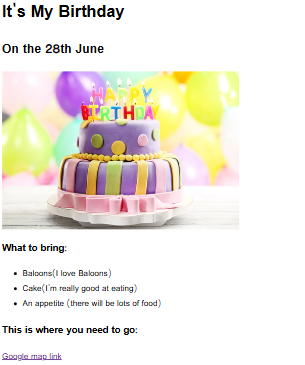 It's My Birthday
On the 28th June
HAPPY
BIRTHDAY
What to bring:
Baloons(I love Baloons)
Cake(I'm really good at eating)
An appetite (there will be lots of food)
This is where you need to go:
Google map link